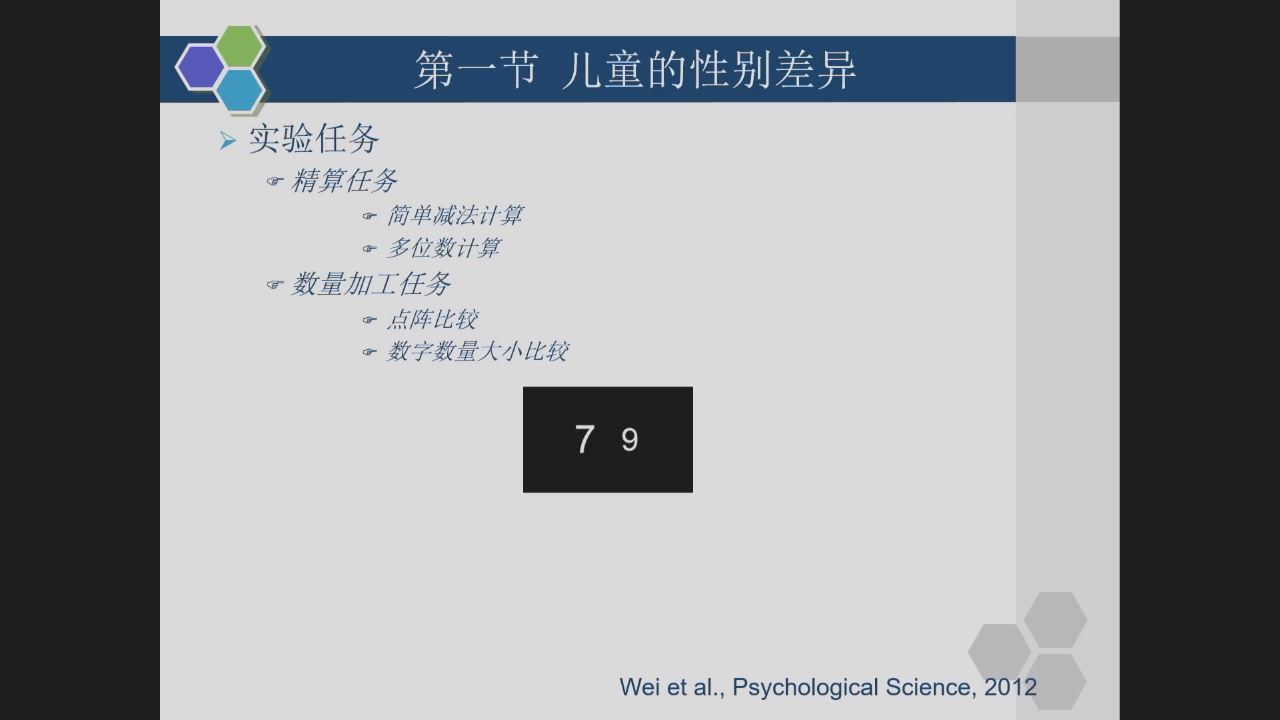 第一节 儿童的性别差异
实验任务
精算任务
简单减法计算
多位数计算
数量加工任务
点阵比较
数字数量大小比较
7 9
Wei et al., Psychological Science, 2012